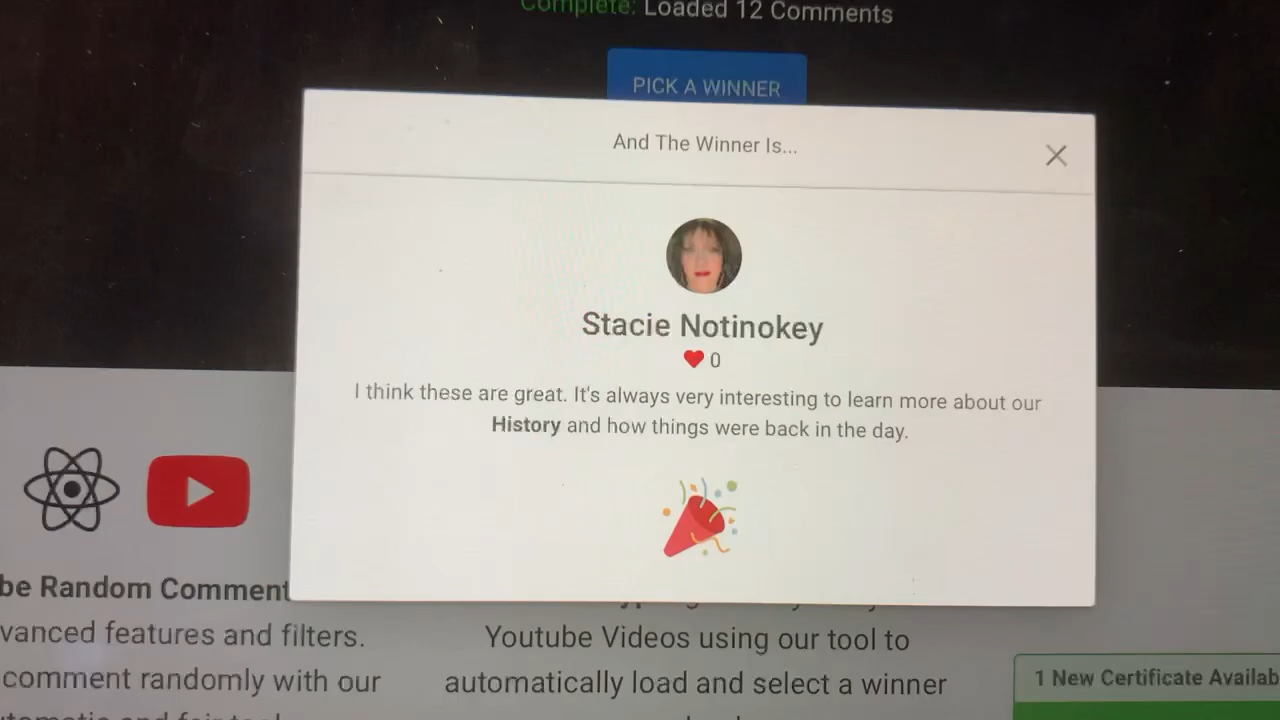 Complete: Loaded 12 Comments
PICK A WINNER
And The Winner Is...
Stacie Notinokey
0
I think these are great. It's always very interesting to learn more about our
History and how things were back in the day.
be Random Comment
vanced features and filters.
comment randomly with our
Youtube Videos using our tool to
automatically load and select a winner
1 New Certificate Availab